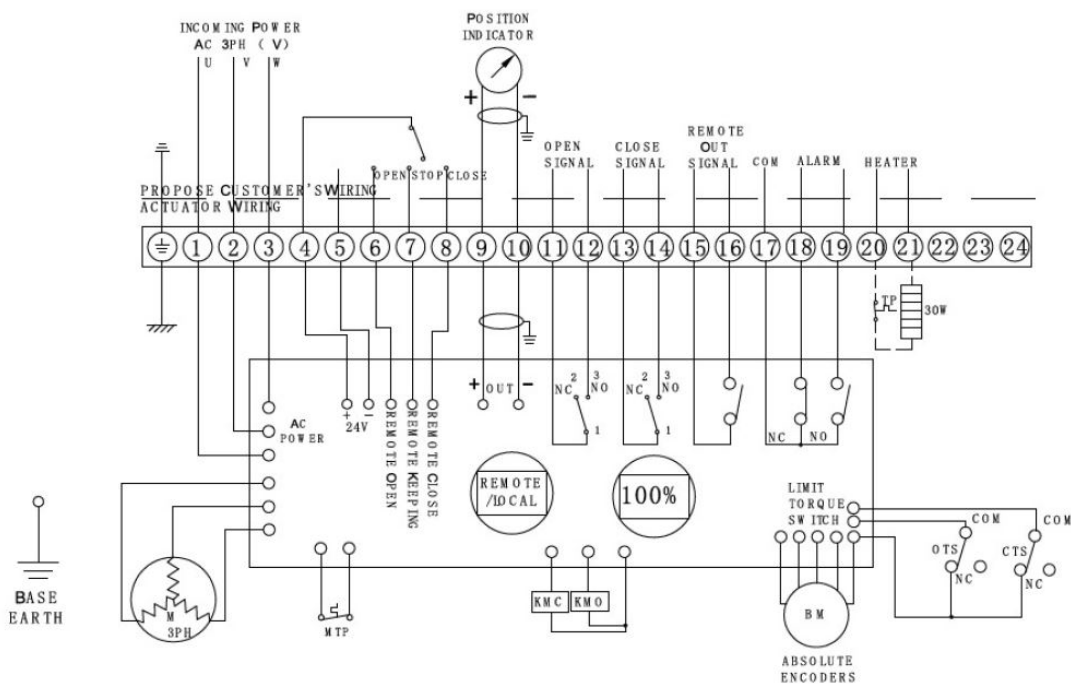 INCOMING POWER
AC 3PH (V)
U V W
POSITION
INDICATOR
+ −
OPEN
SIGNAL
CLOSE
SIGNAL
REMOTE
OUT
SIGNAL
COM
ALARM
HEATER
OPEN STOP CLOSE
PROPOSE CUSTOMER'S WIRING
ACTUATOR WIRING
1 2 3 4 5 6 7 8 9 10 11 12 13 14 15 16 17 18 19 20 21 22 23 24
TP
30W
AC
POWER
+ −
24V
REMOTE OPEN
REMOTE KEEPING
REMOTE CLOSE
+ OUT −
NC 2 3 NO
1
NC 2 3 NO
1
NC NO
REMOTE
/LOCAL
100%
LIMIT
TORQUE
SWITCH
COM
COM
OTS
NC
CTS
NC
BASE
EARTH
M
3PH
MTP
KMC
KMO
BM
ABSOLUTE
ENCODERS